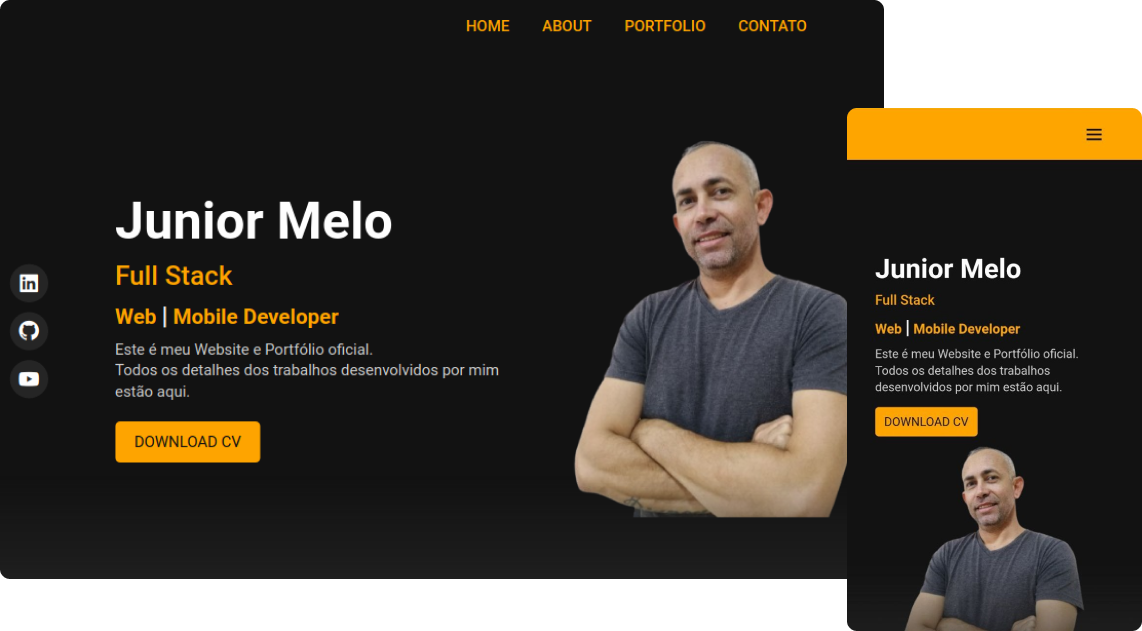 HOME ABOUT PORTFOLIO CONTATO
Junior Melo
Full Stack
Web | Mobile Developer
Este é meu Website e Portfólio oficial.
Todos os detalhes dos trabalhos desenvolvidos por mim
estão aqui.
DOWNLOAD CV
in
Junior Melo
Full Stack
Web | Mobile Developer
Este é meu Website e Portfólio oficial.
Todos os detalhes dos trabalhos
desenvolvidos por mim estão aqui.
DOWNLOAD CV